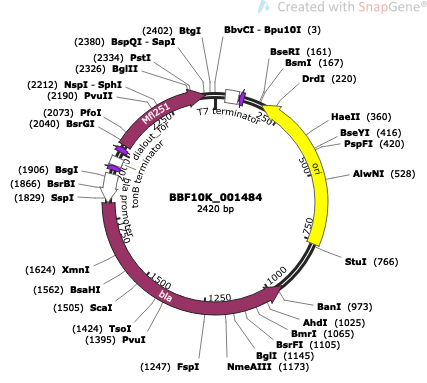 Created with SnapGene®
(2402) BtgI
BbvCI - Bpu10I (3)
(2380) BspQI - SapI
(2334) PstI
(2326) BglII
(2212) NspI - SphI
(2190) PvuII
(2073) PfoI
(2040) BsrGI
(1906) BsgI
(1866) BsrBI
(1829) SspI
(1624) XmnI
(1562) BsaHI
(1505) ScaI
(1424) TsoI
(1395) PvuI
(1247) FspI
BseRI (161)
BsmI (167)
DrdI (220)
HaeII (360)
BseYI (416)
PspFI (420)
AlwNI (528)
StuI (766)
BanI (973)
AhdI (1025)
BmrI (1065)
BsrFI (1105)
BglI (1145)
NmeAIII (1173)
BBF10K_001484
2420 bp
T7 terminator
250
500
ori
750
1000
1250
1500
bla
1750
bla promoter
tonB terminator
dialout_for
Mfl251